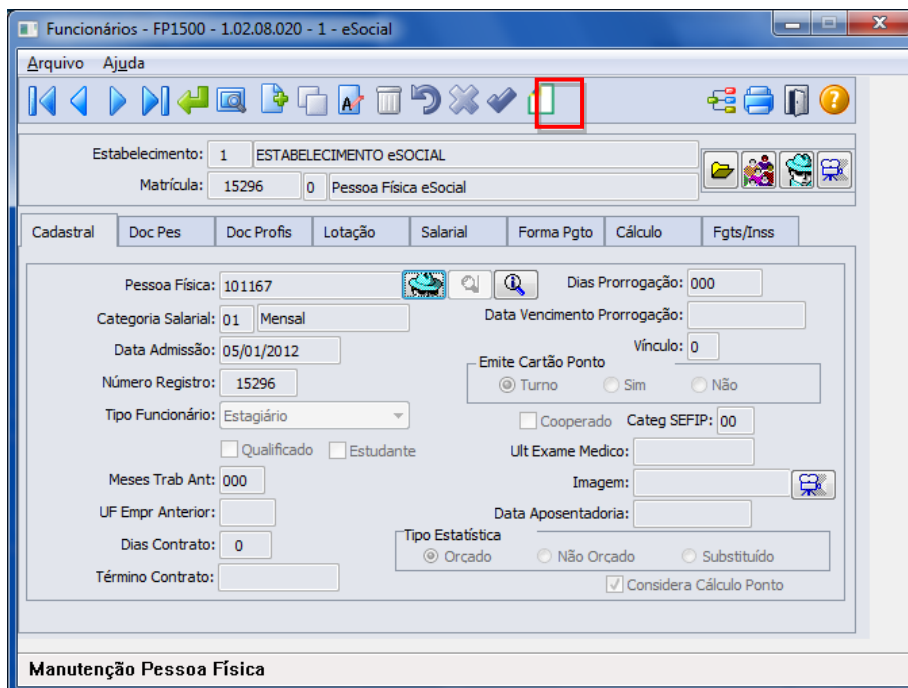 Funcionários - FP1500 - 1.02.08.020 - 1 - eSocial
Arquivo Ajuda
Estabelecimento: 1 ESTABELECIMENTO eSOCIAL
Matrícula: 15296 0 Pessoa Física eSocial
Cadastral Doc Pes Doc Profis Lotação Salarial Forma Pgto Cálculo Fgts/Inss
Pessoa Física: 101167 Dias Prorrogação: 000
Categoria Salarial: 01 Mensal Data Vencimento Prorrogação:
Data Admissão: 05/01/2012 Vínculo: 0
Emite Cartão Ponto
Número Registro: 15296 Turno Sim Não
Tipo Funcionário: Estagiário Cooperado Categ SEFIP: 00
Qualificado Estudante Ult Exame Medico:
Meses Trab Ant: 000 Imagem:
UF Empr Anterior: Data Aposentadoria:
Tipo Estatística
Dias Contrato: 0 Orçado Não Orçado Substituído
Término Contrato: Considera Cálculo Ponto
Manutenção Pessoa Física